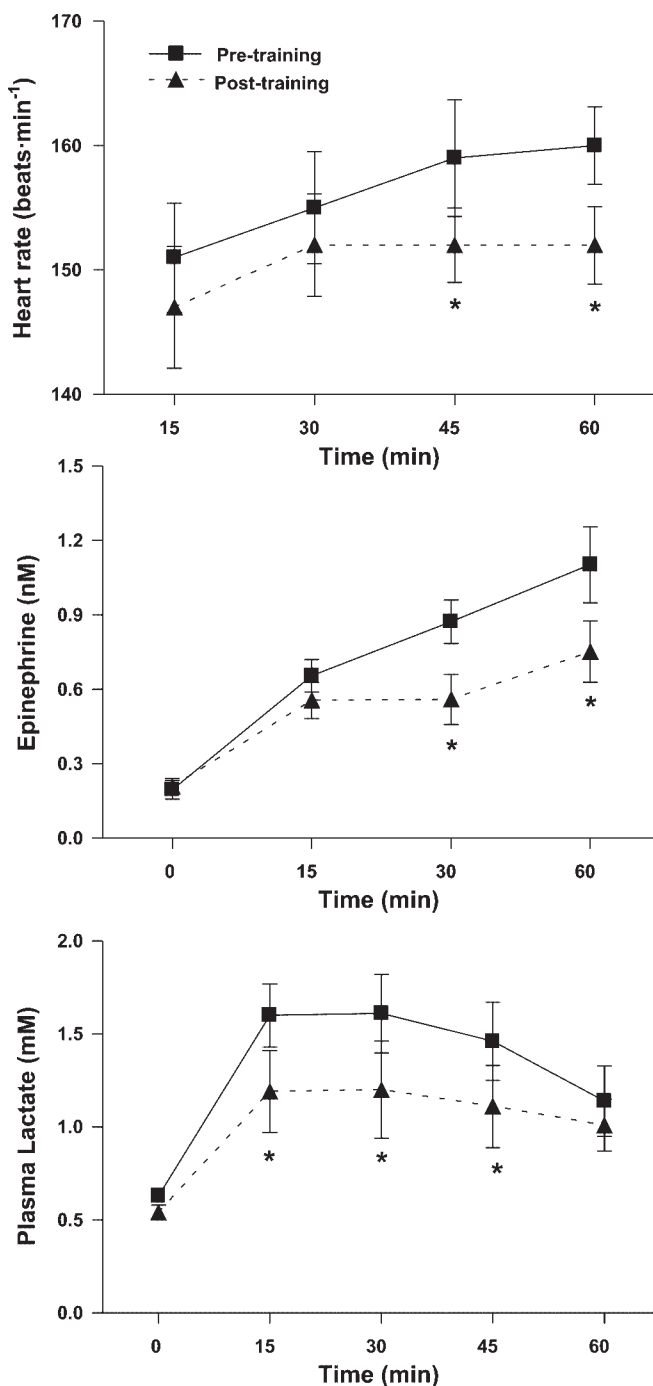 170
Pre-training
Post-training
160
150
140
Heart rate (beats·min⁻¹)
* *
15 30 45 60
Time (min)
1.5
1.2
0.9
0.6
0.3
0.0
Epinephrine (nM)
* *
0 15 30 60
Time (min)
2.0
1.5
1.0
0.5
0.0
Plasma Lactate (mM)
* * *
0 15 30 45 60
Time (min)